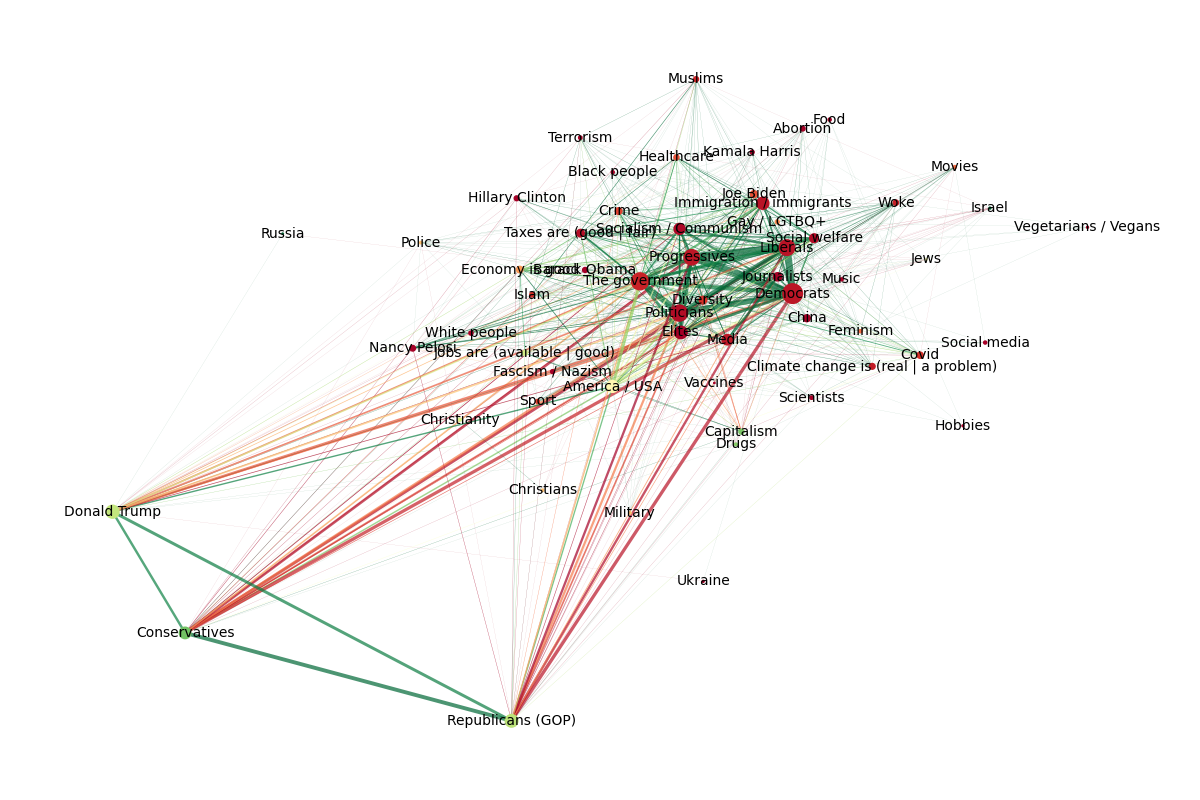 Muslims
Food
Abortion
Terrorism
Kamala Harris
Healthcare
Black people
Movies
Joe Biden
Hillary Clinton
Immigration / Immigrants
Woke
Israel
Crime
Gay / LGBTQ+
Vegetarians / Vegans
Socialism / Communism
Taxes are (good | fair)
Russia
Social welfare
Police
Liberals
Progressives
Jews
Economy is good
Barack Obama
Journalists
Music
The government
Islam
Democrats
Diversity
Politicians
China
White people
Elites
Feminism
Media
Social media
Nancy Pelosi
Jobs are (available | good)
Covid
Climate change is (real | a problem)
Fascism / Nazism
America / USA
Vaccines
Scientists
Sport
Christianity
Hobbies
Capitalism
Drugs
Christians
Donald Trump
Military
Ukraine
Conservatives
Republicans (GOP)